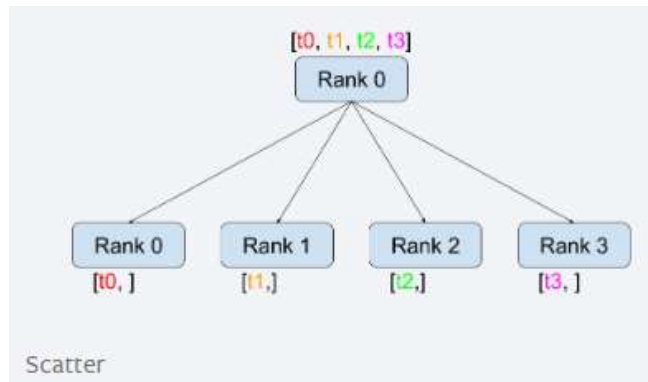 [t0, t1, t2, t3]
Rank 0
Rank 0 Rank 1 Rank 2 Rank 3
[t0, ] [t1,] [t2,] [t3, ]
Scatter